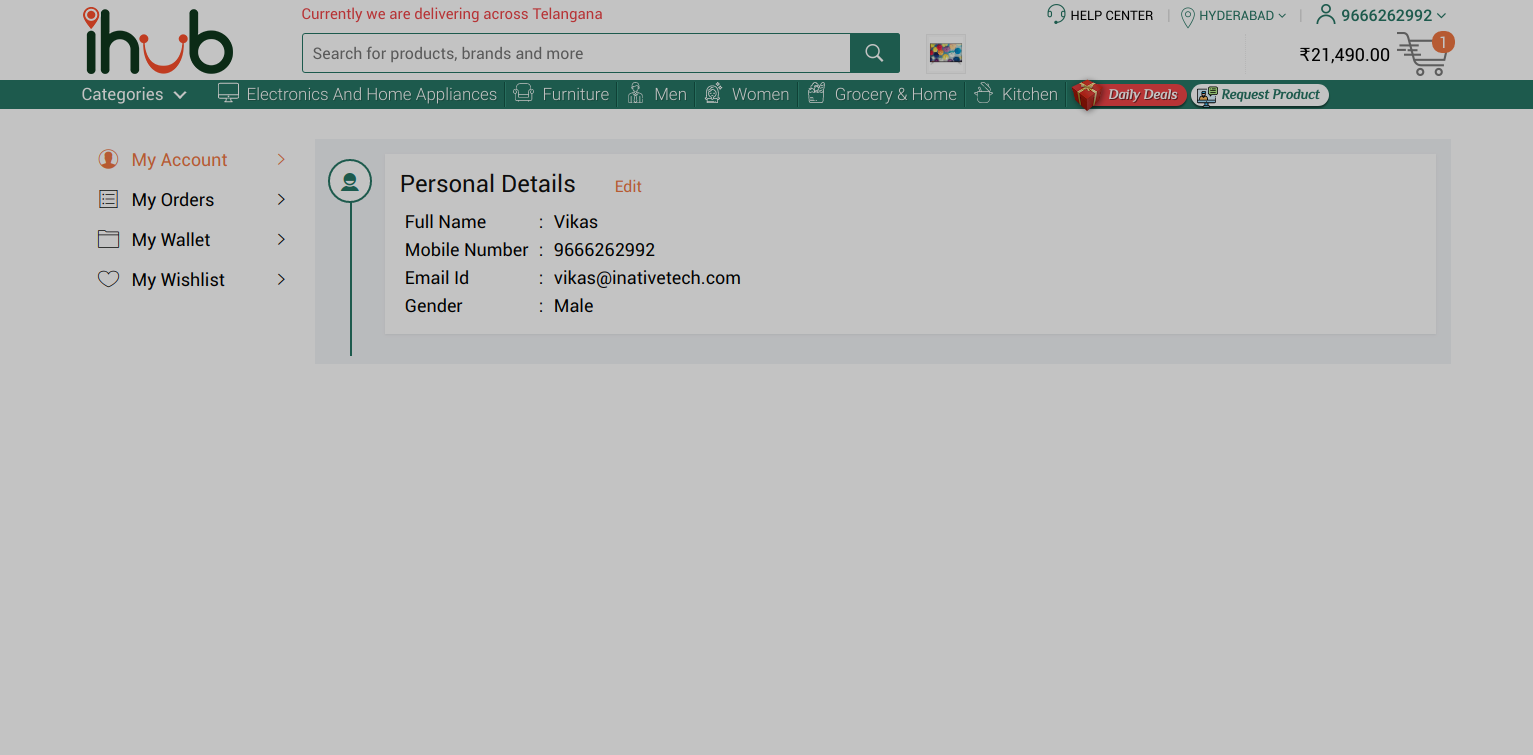 ihub
Currently we are delivering across Telangana
HELP CENTER | HYDERABAD | 9666262992
Search for products, brands and more
₹21,490.00 1
Categories Electronics And Home Appliances Furniture Men Women Grocery & Home Kitchen Daily Deals Request Product
My Account
My Orders
My Wallet
My Wishlist
Personal Details Edit
Full Name : Vikas
Mobile Number : 9666262992
Email Id : vikas@inativetech.com
Gender : Male